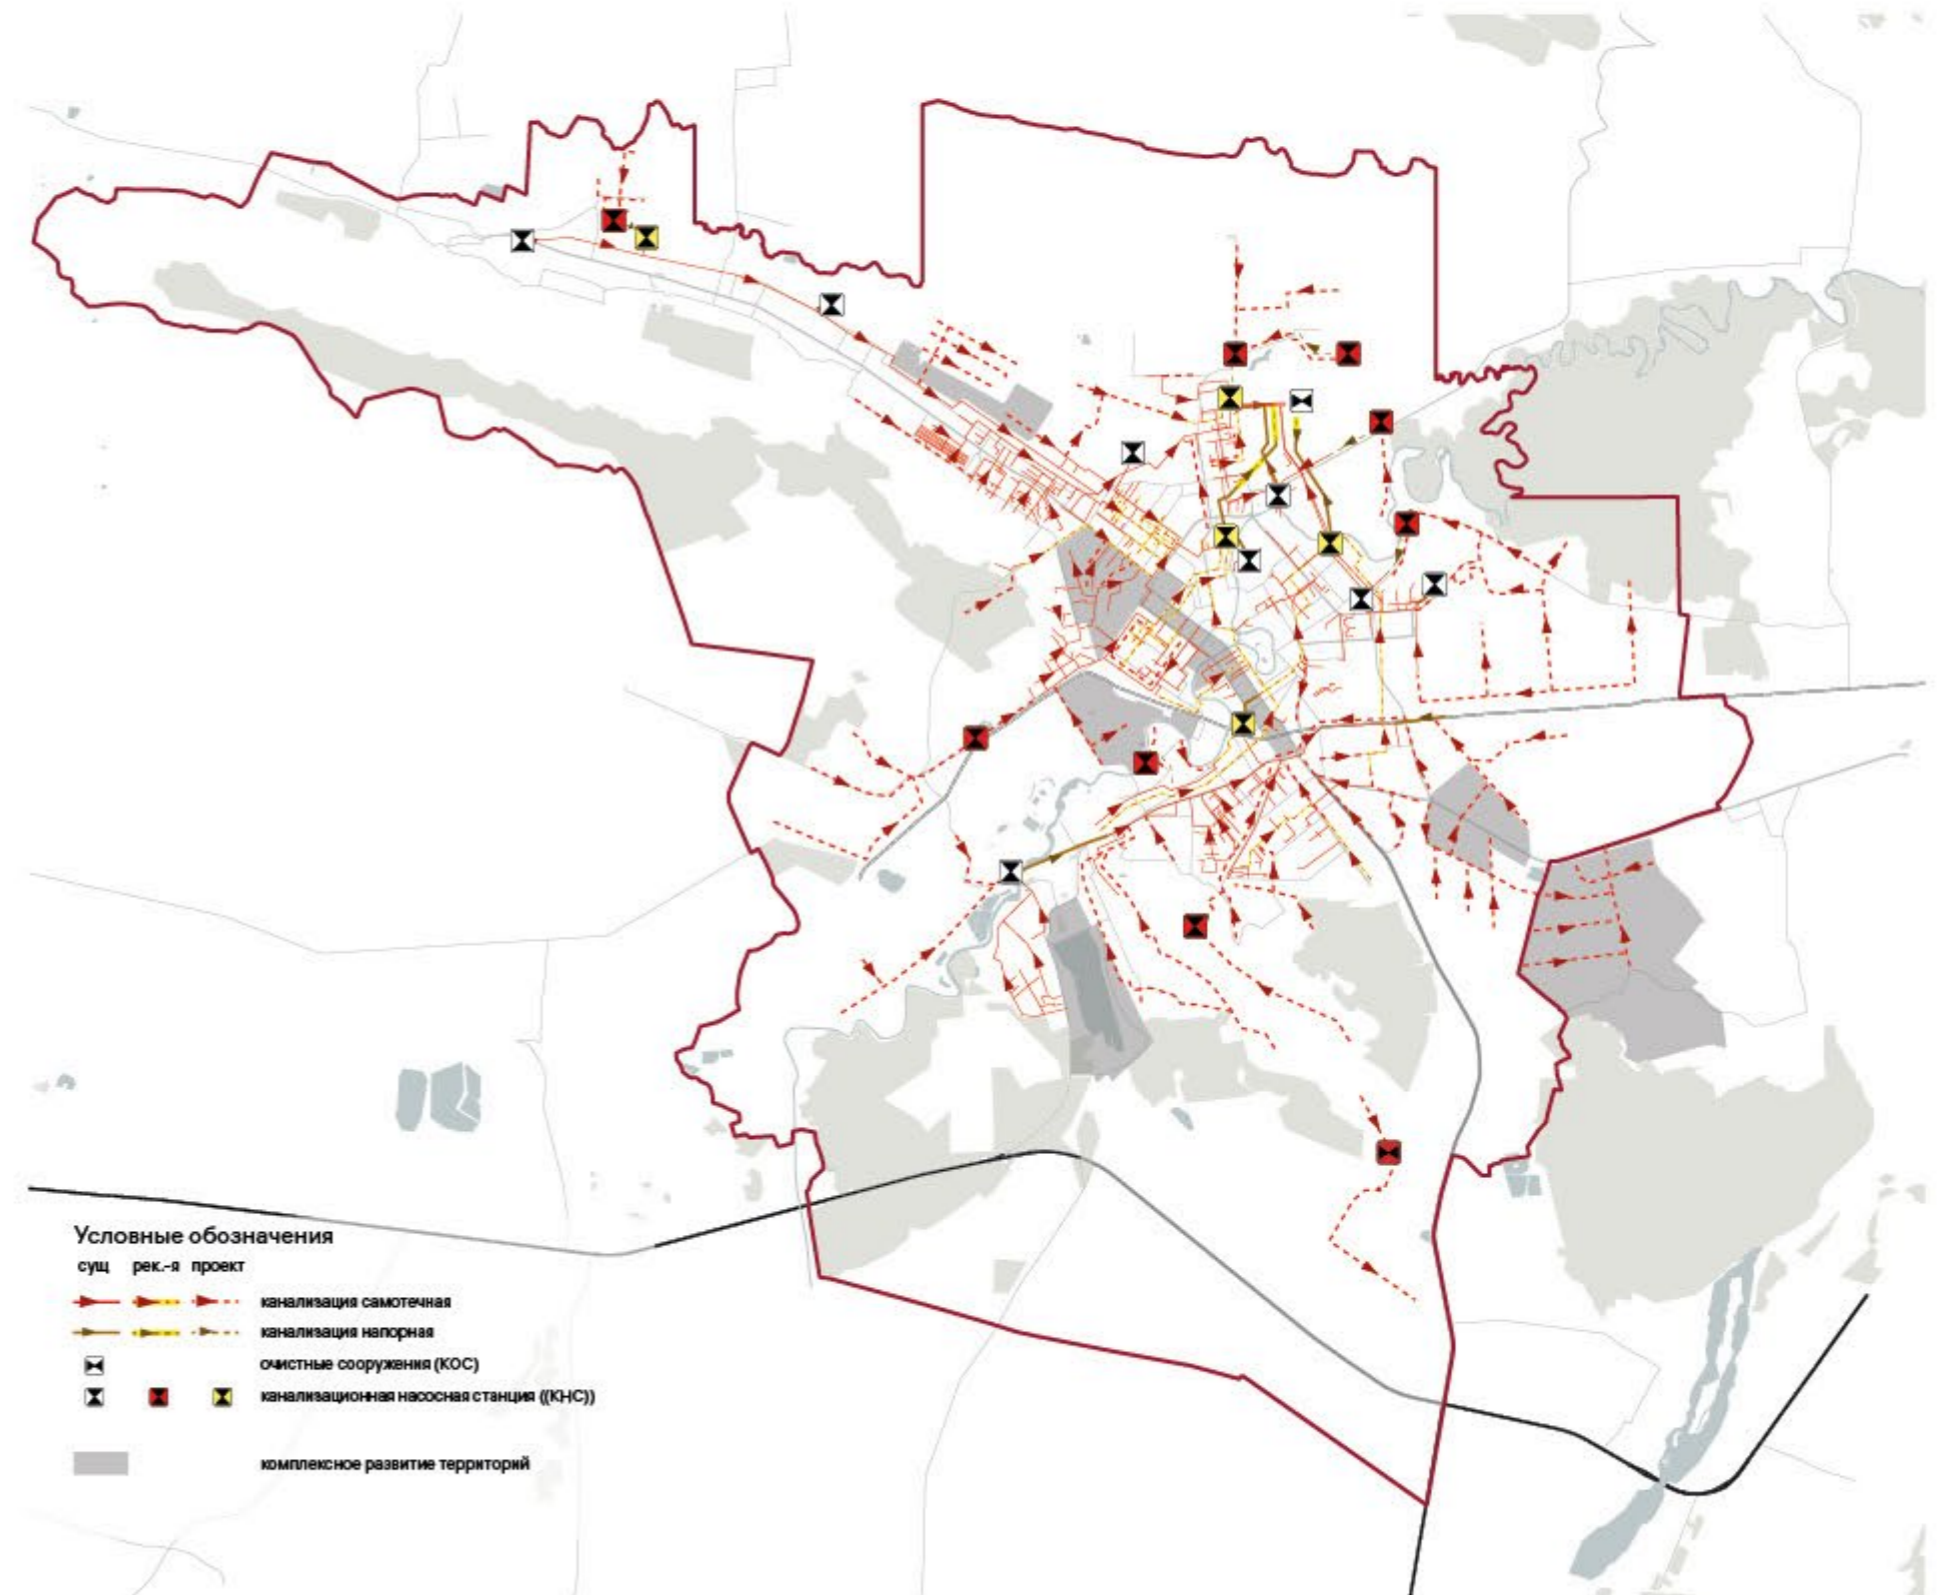 Условные обозначения
сущ рек.-я проект
канализация самотечная
канализация напорная
очистные сооружения (КОС)
канализационная насосная станция ((КНС))
комплексное развитие территорий